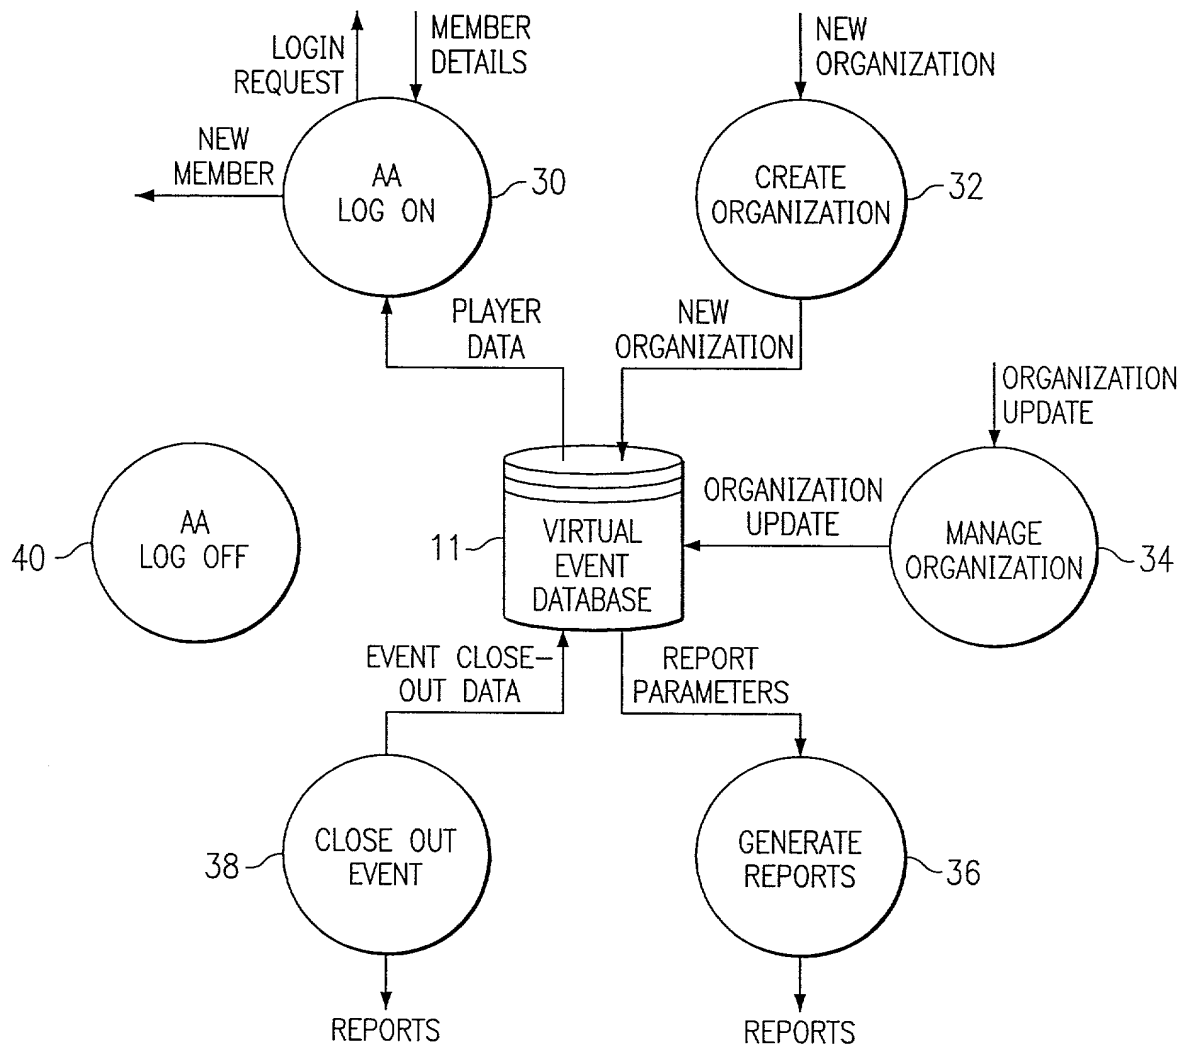 LOGIN
REQUEST
MEMBER
DETAILS
NEW
ORGANIZATION
NEW
MEMBER
AA
LOG ON
30
CREATE
ORGANIZATION
32
PLAYER
DATA
NEW
ORGANIZATION
ORGANIZATION
UPDATE
AA
LOG OFF
40
11
VIRTUAL
EVENT
DATABASE
ORGANIZATION
UPDATE
MANAGE
ORGANIZATION
34
EVENT CLOSE-
OUT DATA
REPORT
PARAMETERS
CLOSE OUT
EVENT
38
GENERATE
REPORTS
36
REPORTS
REPORTS